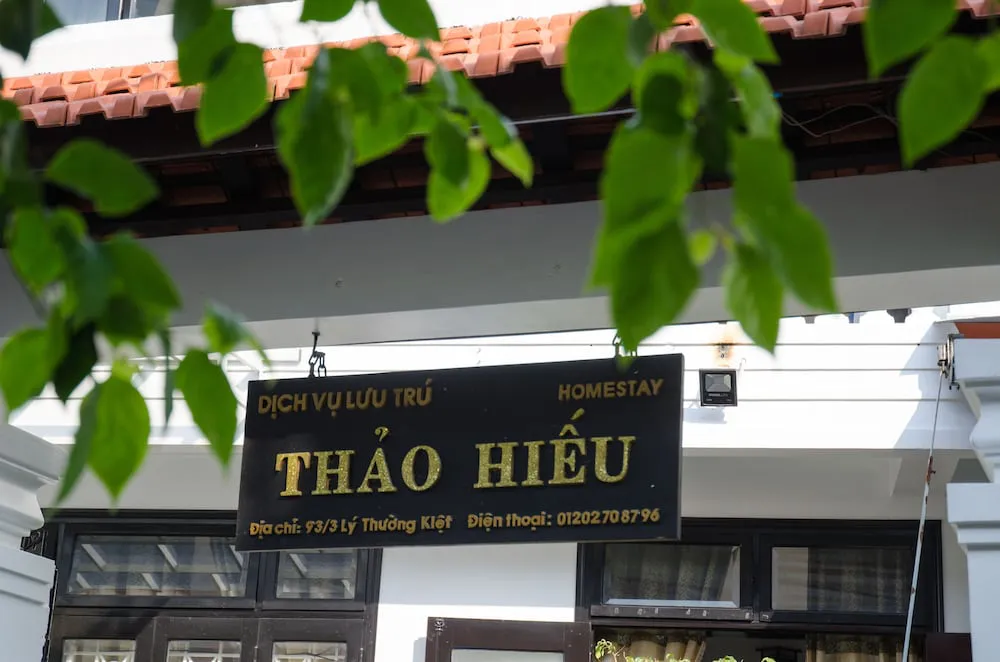 DỊCH VỤ LƯU TRÚ HOMESTAY
THẢO HIẾU
Địa chỉ: 93/3 Lý Thường Kiệt Điện thoại: 01202708796